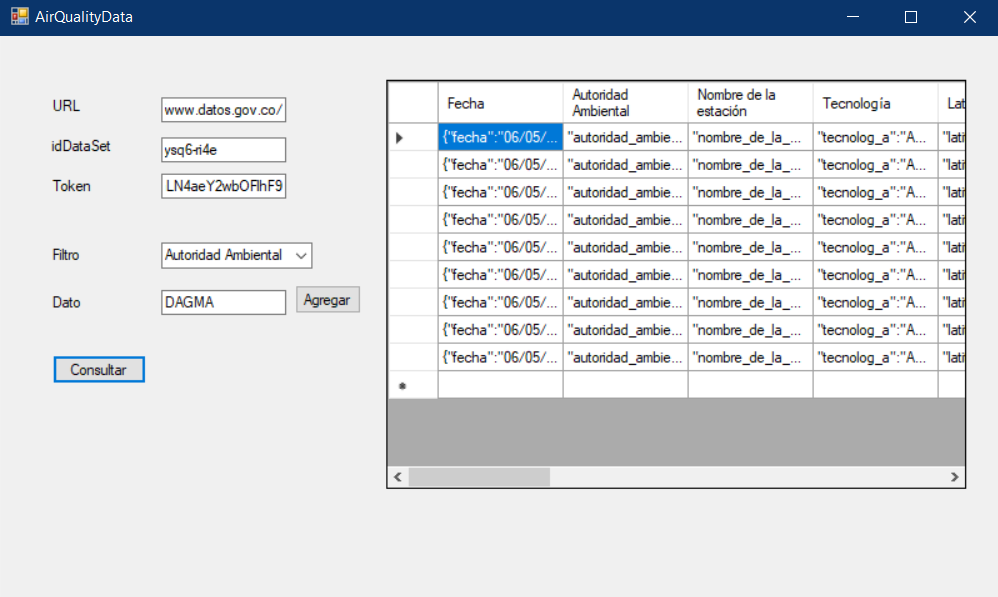 AirQualityData
URL
www.datos.gov.co/
idDataSet
ysq6-ri4e
Token
LN4aeY2wbOFlhF9
Filtro
Autoridad Ambiental
Dato
DAGMA
Agregar
Consultar
Fecha
Autoridad
Ambiental
Nombre de la
estación
Tecnología
Lat
{"fecha":"06/05/... "autoridad_ambie... "nombre_de_la_... "tecnolog_a":"A... "lati
{"fecha":"06/05/... "autoridad_ambie... "nombre_de_la_... "tecnolog_a":"A... "lati
{"fecha":"06/05/... "autoridad_ambie... "nombre_de_la_... "tecnolog_a":"A... "lati
{"fecha":"06/05/... "autoridad_ambie... "nombre_de_la_... "tecnolog_a":"A... "lati
{"fecha":"06/05/... "autoridad_ambie... "nombre_de_la_... "tecnolog_a":"A... "lati
{"fecha":"06/05/... "autoridad_ambie... "nombre_de_la_... "tecnolog_a":"A... "lati
{"fecha":"06/05/... "autoridad_ambie... "nombre_de_la_... "tecnolog_a":"A... "lati
{"fecha":"06/05/... "autoridad_ambie... "nombre_de_la_... "tecnolog_a":"A... "lati
{"fecha":"06/05/... "autoridad_ambie... "nombre_de_la_... "tecnolog_a":"A... "lati